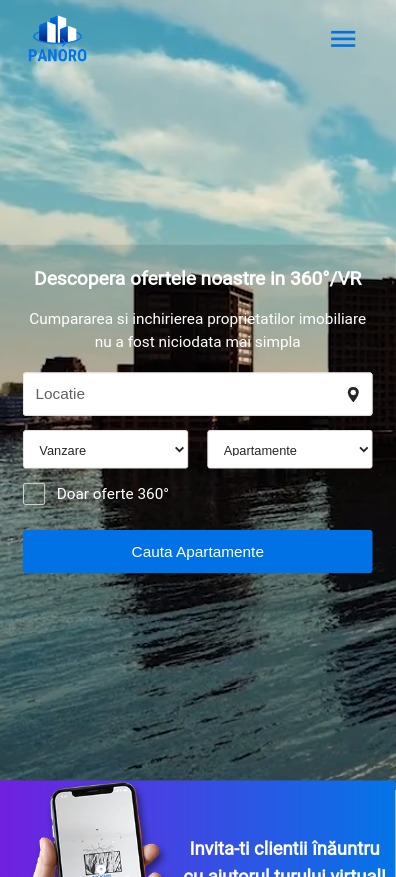 PANORO
Descopera ofertele noastre in 360°/VR
Cumpararea si inchirierea proprietatilor imobiliare
nu a fost niciodata mai simpla
Locatie
Vanzare
Apartamente
Doar oferte 360°
Cauta Apartamente
Invita-ti clientii înăuntru
cu ajutorul turului virtual!